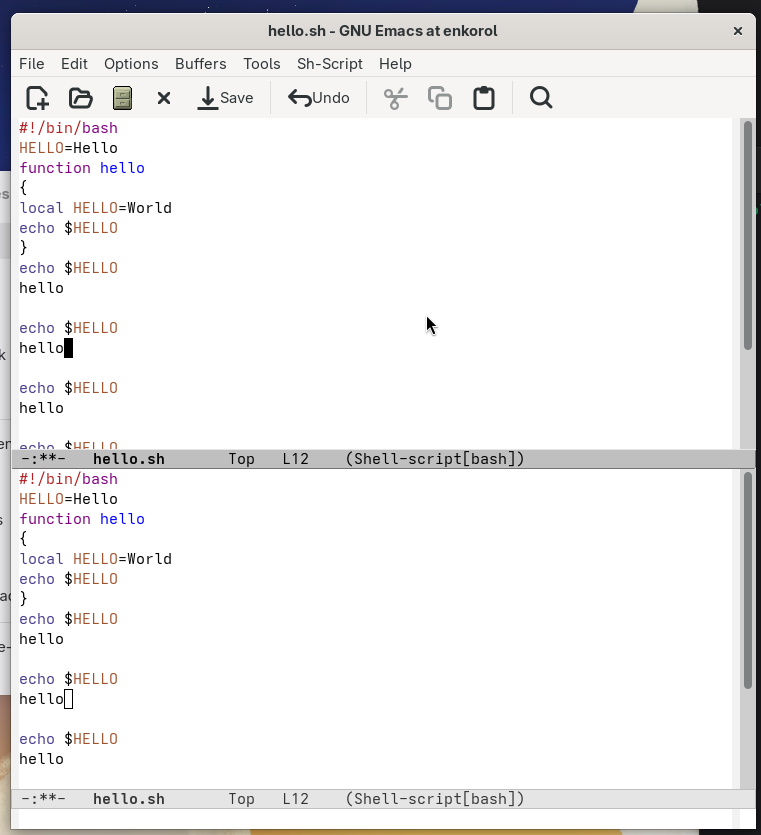 hello.sh - GNU Emacs at enkorol
File Edit Options Buffers Tools Sh-Script Help
Save Undo
#!/bin/bash
HELLO=Hello
function hello
{
local HELLO=World
echo $HELLO
}
echo $HELLO
hello
echo $HELLO
hello
echo $HELLO
hello
echo $HELLO
-:**- hello.sh Top L12 (Shell-script[bash])
#!/bin/bash
HELLO=Hello
function hello
{
local HELLO=World
echo $HELLO
}
echo $HELLO
hello
echo $HELLO
hello
echo $HELLO
hello
-:**- hello.sh Top L12 (Shell-script[bash])